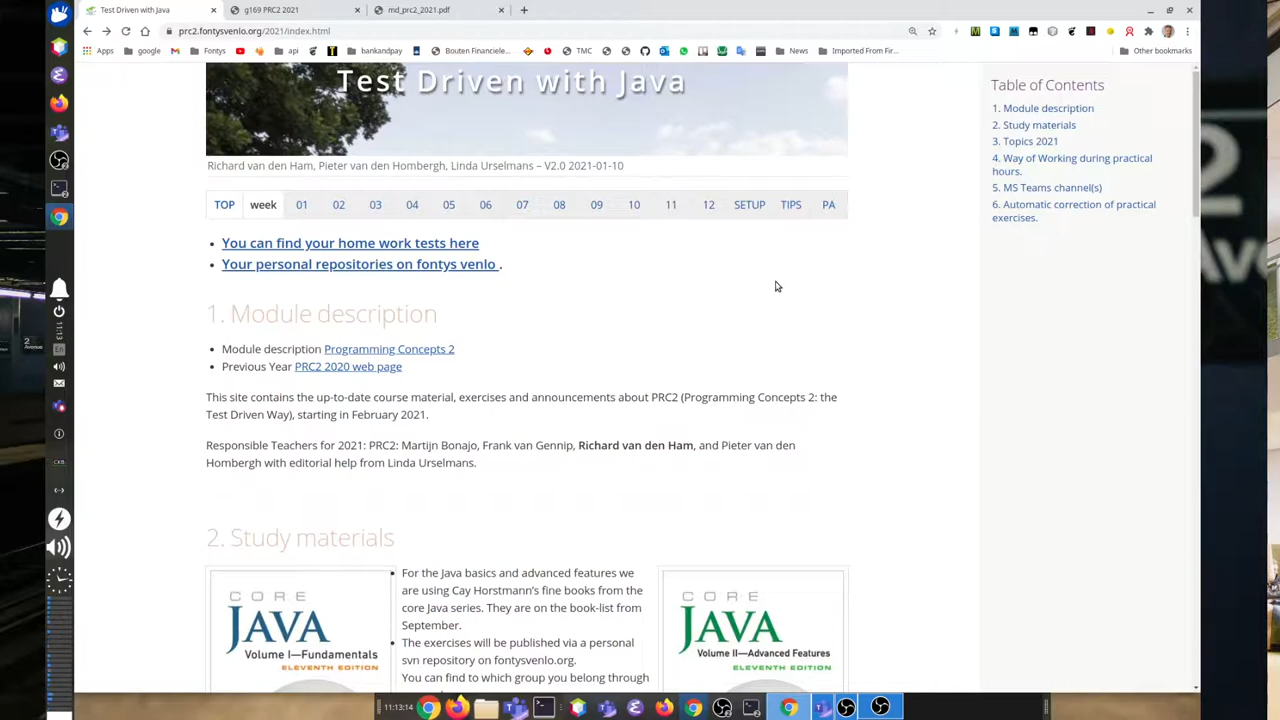 Test Driven with Java
g169 PRC2 2021
md_prc2_2021.pdf
prc2.fontysvenlo.org/2021/index.html
Apps google Fontys api bankandpay Bouten Financiele... TMC News Imported From Fir... Other bookmarks
Test Driven with Java
Richard van den Ham, Pieter van den Hombergh, Linda Urselmans – V2.0 2021-01-10
TOP week 01 02 03 04 05 06 07 08 09 10 11 12 SETUP TIPS PA
• You can find your home work tests here
• Your personal repositories on fontys venlo .
1. Module description
• Module description Programming Concepts 2
• Previous Year PRC2 2020 web page
This site contains the up-to-date course material, exercises and announcements about PRC2 (Programming Concepts 2: the
Test Driven Way), starting in February 2021.
Responsible Teachers for 2021: PRC2: Martijn Bonajo, Frank van Gennip, Richard van den Ham, and Pieter van den
Hombergh with editorial help from Linda Urselmans.
2. Study materials
CORE
JAVA
Volume I—Fundamentals
ELEVENTH EDITION
• For the Java basics and advanced features we
are using Cay Horstmann's fine books from the
core Java series. They are on the book-list from
September.
• The exercises will be published via a personal
svn repository on fontysvenlo.org.
You can find to which group you belong through
CORE
JAVA
Volume II—Advanced Features
ELEVENTH EDITION
Table of Contents
1. Module description
2. Study materials
3. Topics 2021
4. Way of Working during practical
hours.
5. MS Teams channel(s)
6. Automatic correction of practical
exercises.
11:13
En
11:13:14